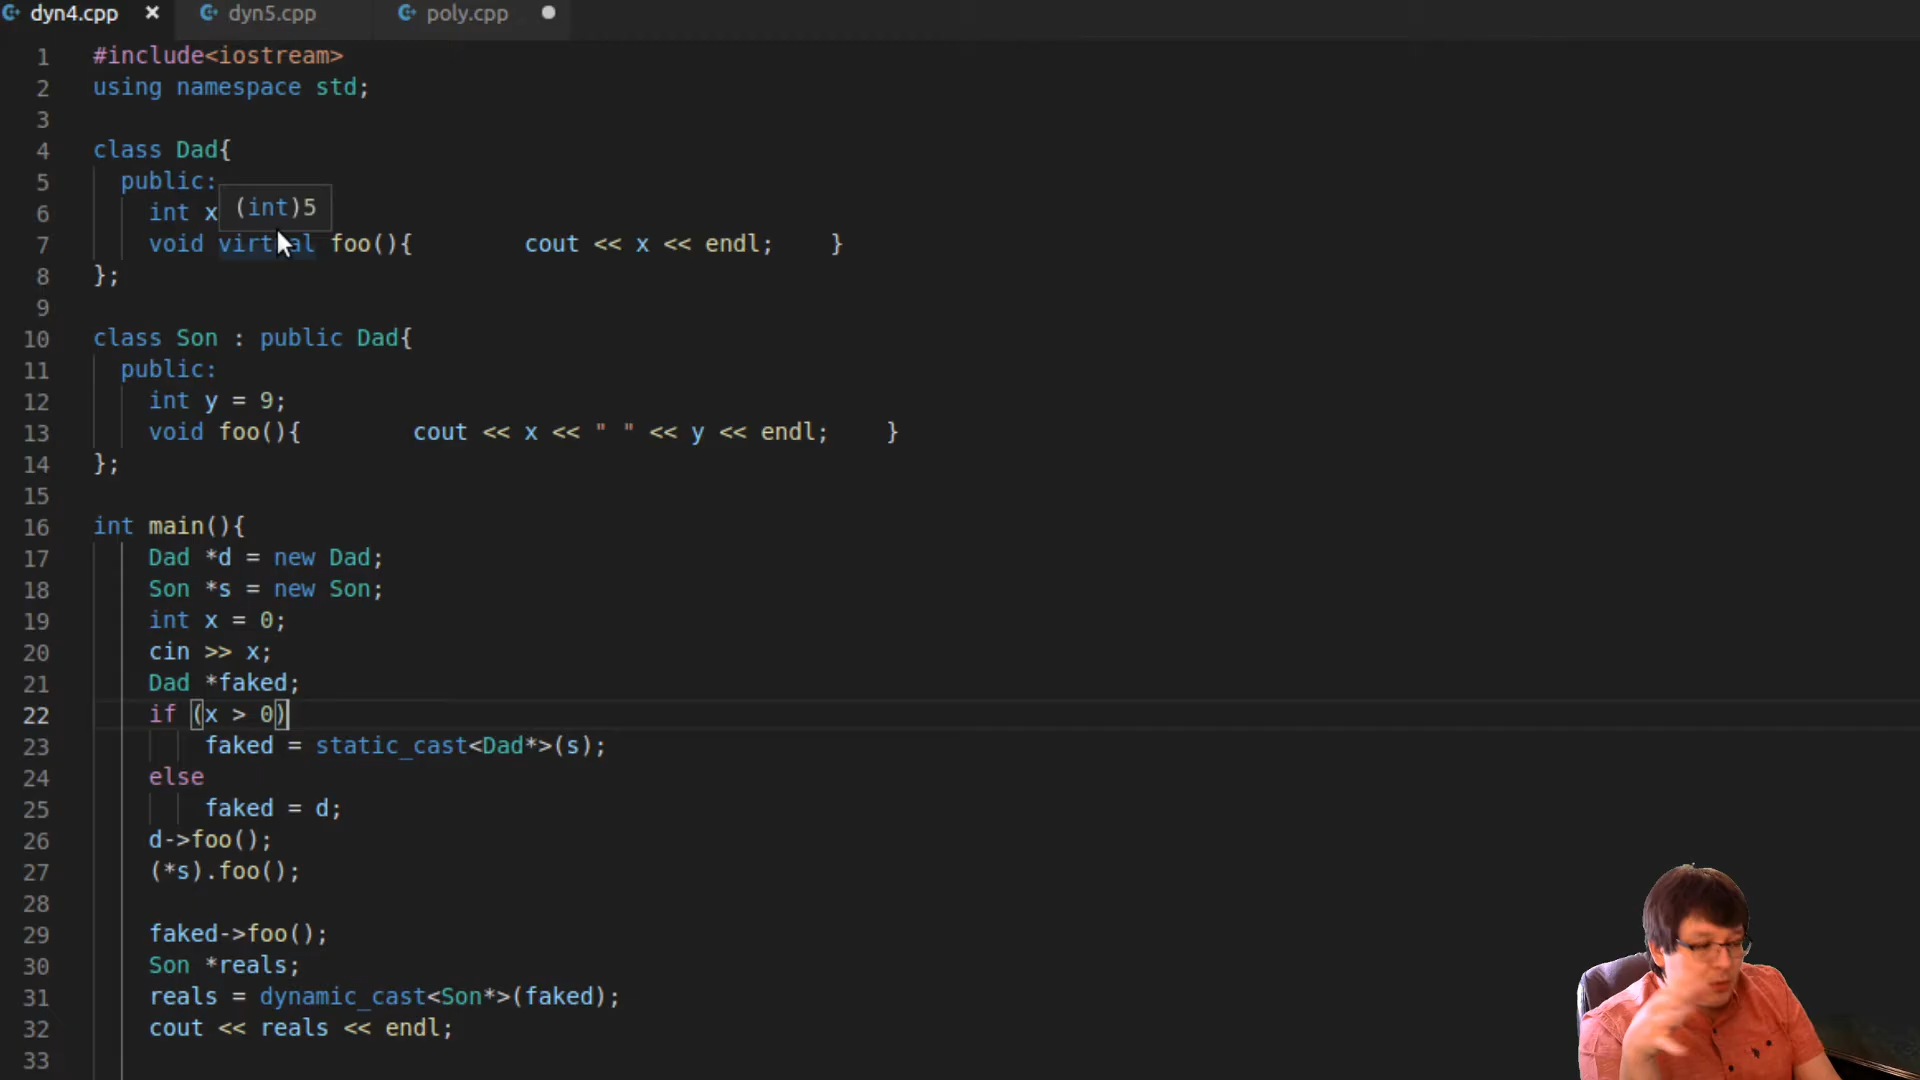 dyn4.cpp × dyn5.cpp poly.cpp
1 #include<iostream>
2 using namespace std;
3
4 class Dad{
5 public:
6 int x (int)5
7 void virtual foo(){ cout << x << endl; }
8 };
9
10 class Son : public Dad{
11 public:
12 int y = 9;
13 void foo(){ cout << x << " " << y << endl; }
14 };
15
16 int main(){
17 Dad *d = new Dad;
18 Son *s = new Son;
19 int x = 0;
20 cin >> x;
21 Dad *faked;
22 if (x > 0)
23 faked = static_cast<Dad*>(s);
24 else
25 faked = d;
26 d->foo();
27 (*s).foo();
28
29 faked->foo();
30 Son *reals;
31 reals = dynamic_cast<Son*>(faked);
32 cout << reals << endl;
33